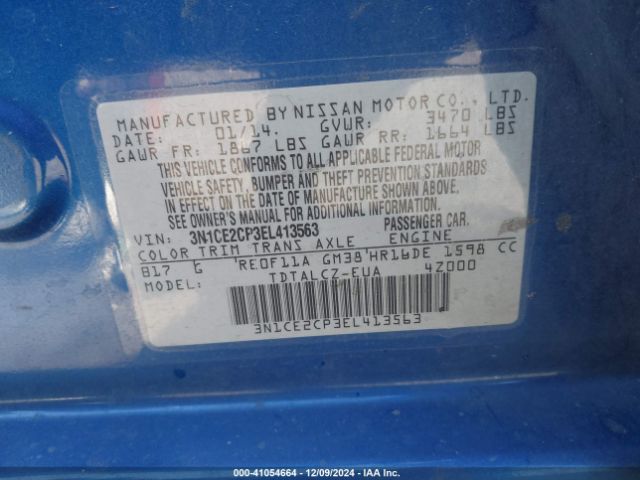 MANUFACTURED BY NISSAN MOTOR CO., LTD.
DATE: 01/14. GVWR: 3470 LBS
GAWR FR: 1867 LBS GAWR RR: 1664 LBS
THIS VEHICLE CONFORMS TO ALL APPLICABLE FEDERAL MOTOR
VEHICLE SAFETY, BUMPER AND THEFT PREVENTION STANDARDS
IN EFFECT ON THE DATE OF MANUFACTURE SHOWN ABOVE.
SEE OWNER'S MANUAL FOR ADDITIONAL INFORMATION.
VIN: 3N1CE2CP3EL413563 PASSENGER CAR.
COLOR TRIM TRANS AXLE ENGINE
B17 G RE0F11A GM38 HR16DE 1598 CC
MODEL: TDTALCZ-EUA 4Z000
3N1CE2CP3EL413563
000-41054664 - 12/09/2024 - IAA Inc.